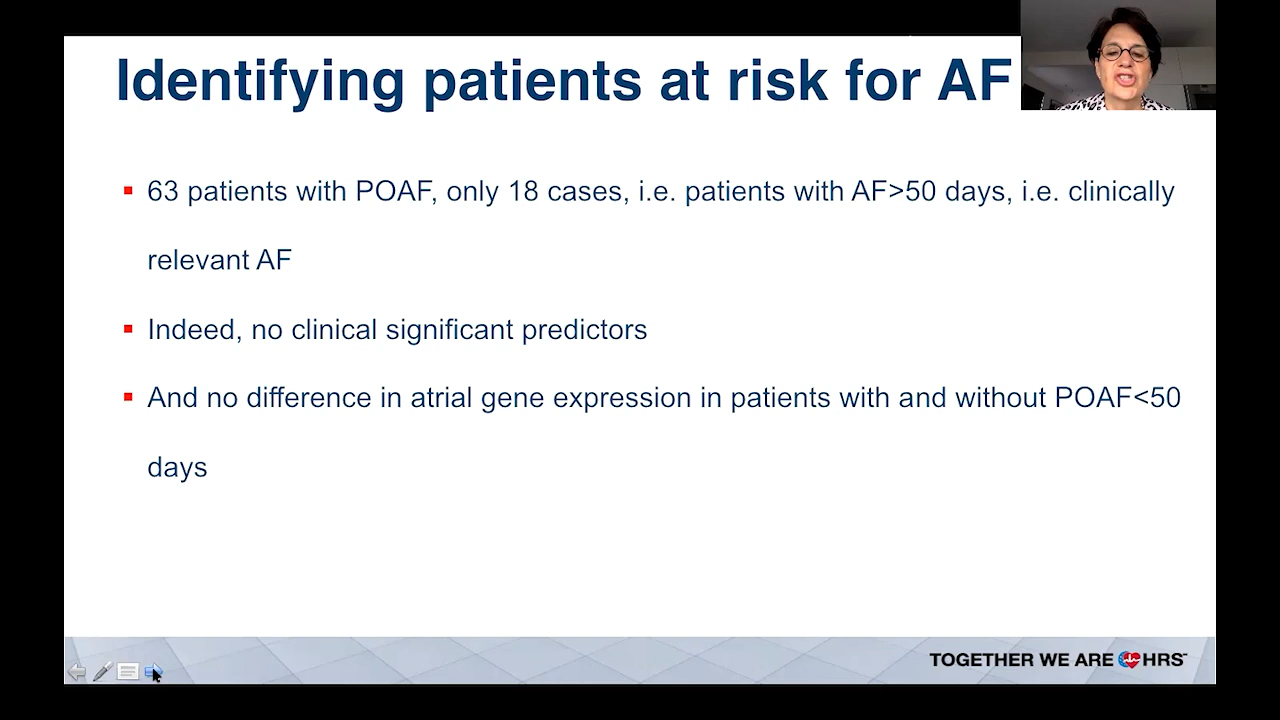 Identifying patients at risk for AF
63 patients with POAF, only 18 cases, i.e. patients with AF>50 days, i.e. clinically
relevant AF
Indeed, no clinical significant predictors
And no difference in atrial gene expression in patients with and without POAF<50
days
TOGETHER WE ARE HRS